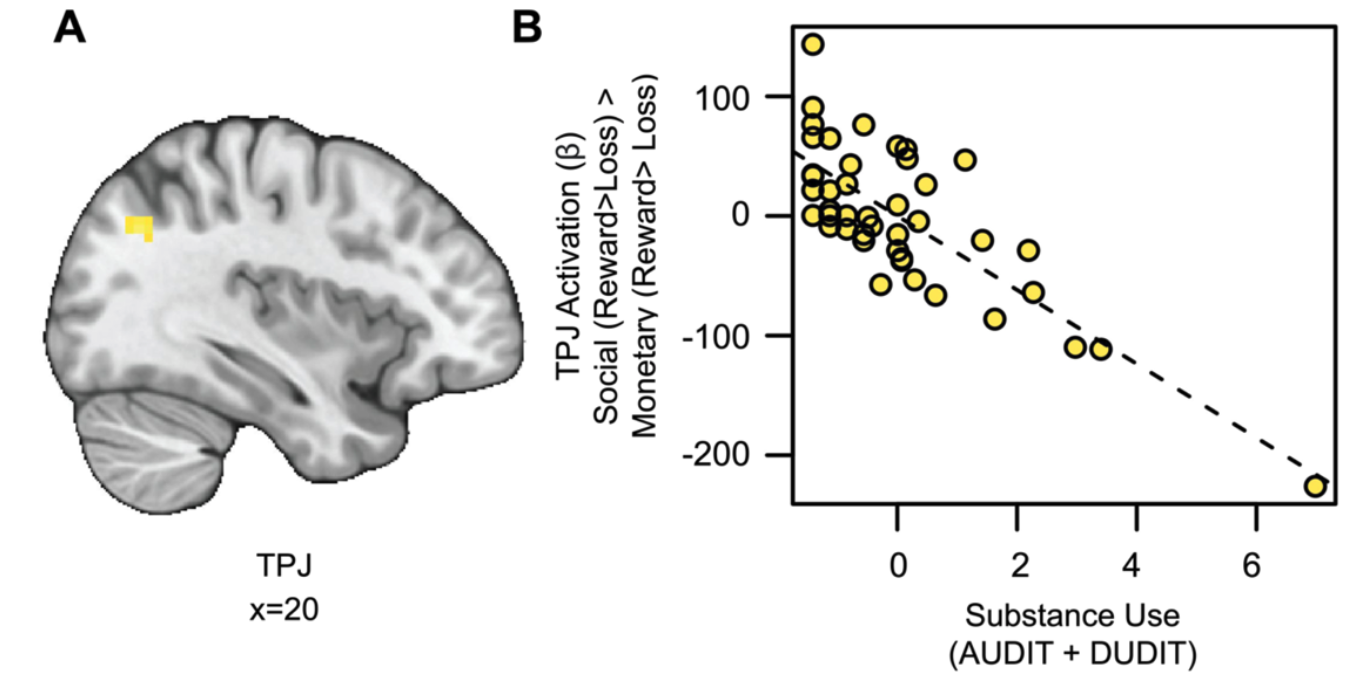 A
B
TPJ
x=20
TPJ Activation (β)
Social (Reward>Loss) >
Monetary (Reward> Loss)
100
0
-100
-200
0
2
4
6
Substance Use
(AUDIT + DUDIT)